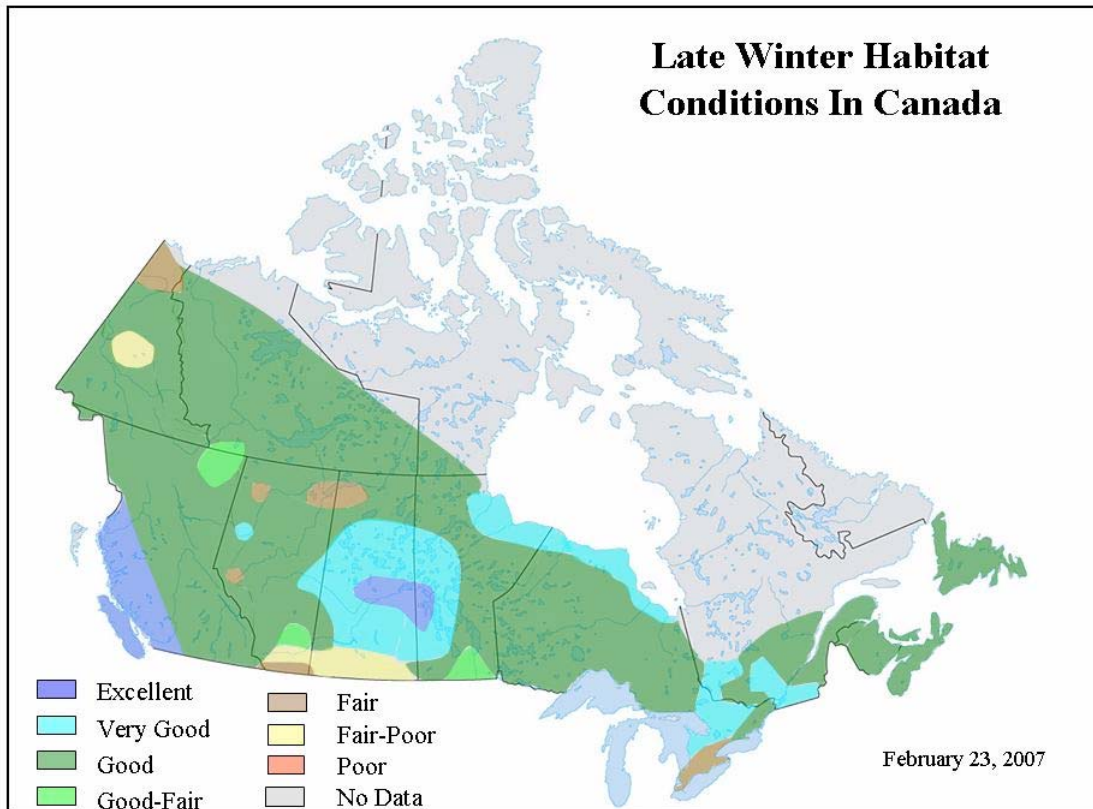 Late Winter Habitat
Conditions In Canada
Excellent
Very Good
Good
Good-Fair
Fair
Fair-Poor
Poor
No Data
February 23, 2007